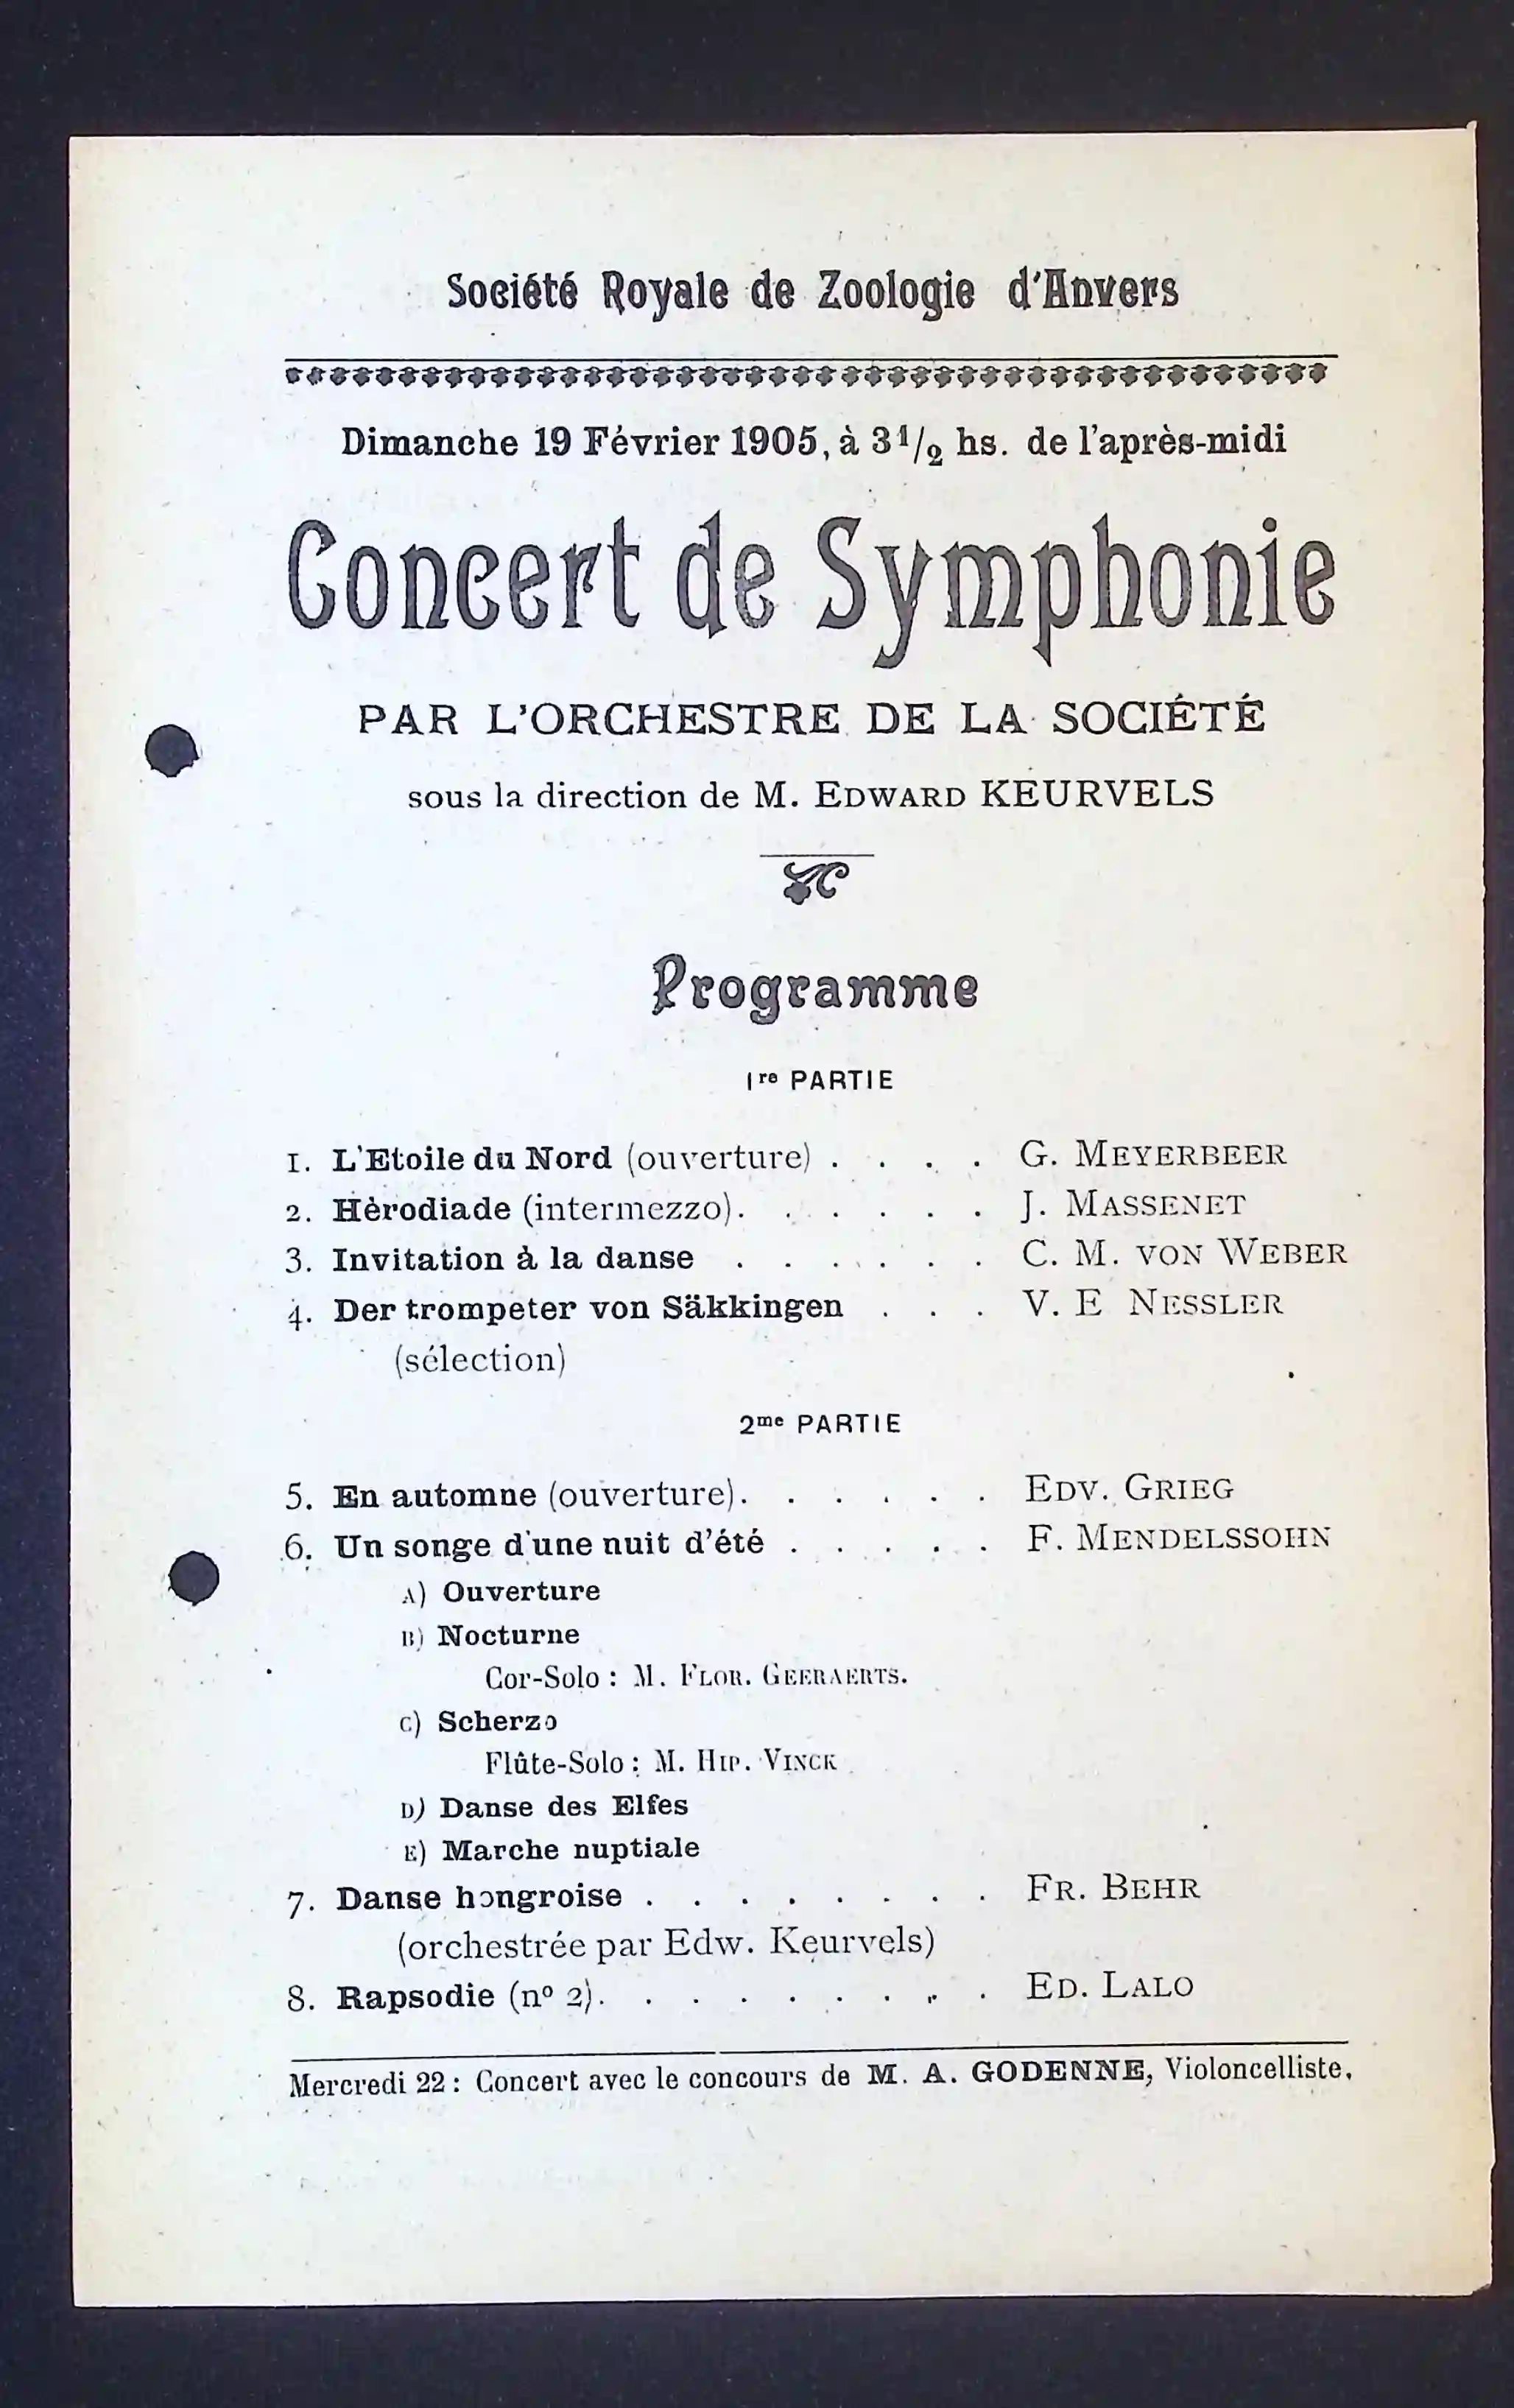 Société Royale de Zoologie d'Anvers
Dimanche 19 Février 1905, à 3 1/2 hs. de l'après-midi
Concert de Symphonie
PAR L'ORCHESTRE DE LA SOCIÉTÉ
sous la direction de M. EDWARD KEURVELS
Programme
1re PARTIE
1. L'Etoile du Nord (ouverture) . . . . G. MEYERBEER
2. Hèrodiade (intermezzo). . . . . . J. MASSENET
3. Invitation à la danse . . . . . . C. M. VON WEBER
4. Der trompeter von Säkkingen . . . V. E NESSLER
(sélection)
2me PARTIE
5. En automne (ouverture). . . . . . EDV. GRIEG
6. Un songe d'une nuit d'été . . . . . F. MENDELSSOHN
A) Ouverture
B) Nocturne
Cor-Solo : M. FLOR. GEERAERTS.
C) Scherzo
Flûte-Solo : M. HIP. VINCK
D) Danse des Elfes
E) Marche nuptiale
7. Danse hongroise . . . . . . . . FR. BEHR
(orchestrée par Edw. Keurvels)
8. Rapsodie (no 2). . . . . . . . . ED. LALO
Mercredi 22 : Concert avec le concours de M. A. GODENNE, Violoncelliste.